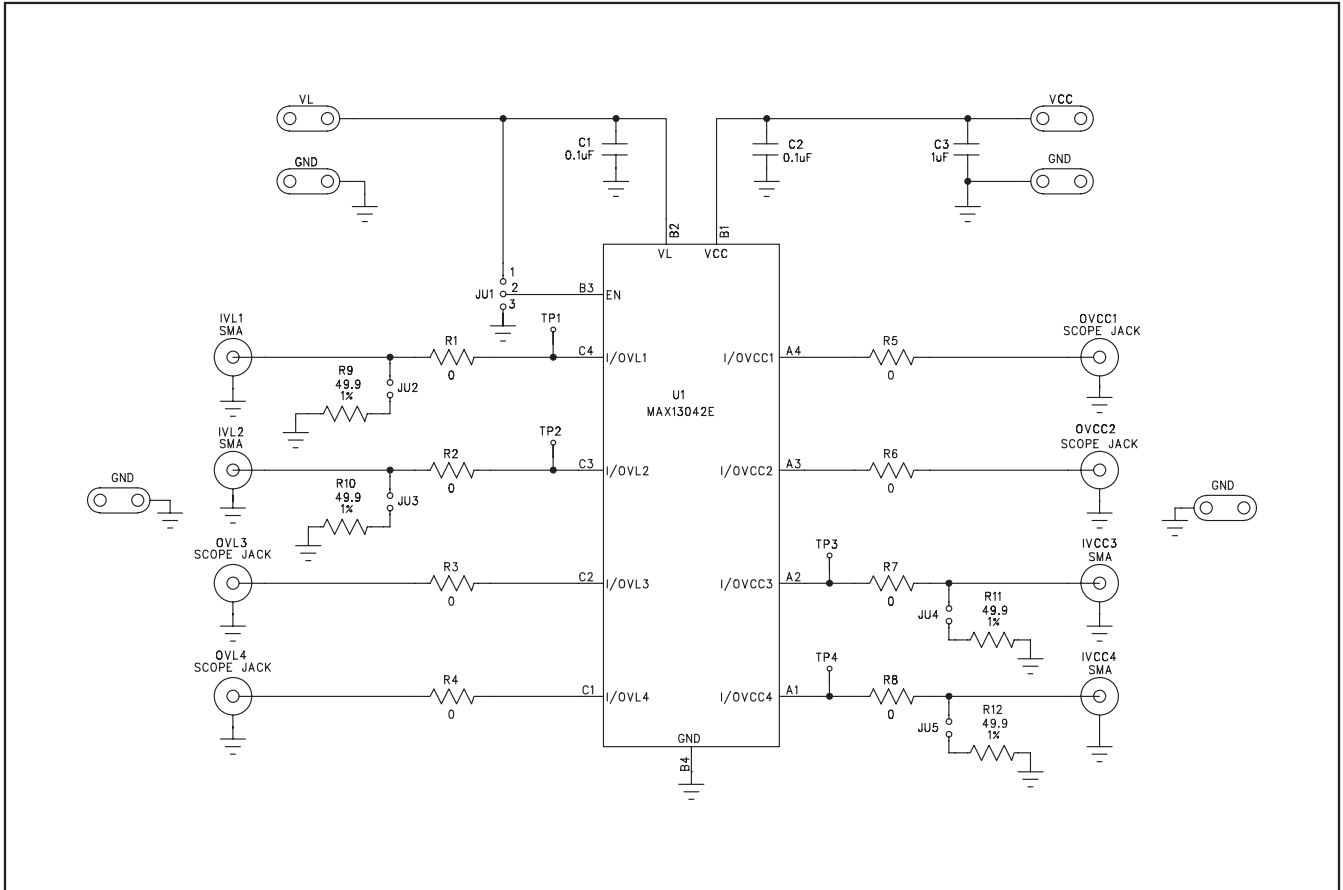 VL
VCC
C1
0.1uF
C2
0.1uF
C3
1uF
GND
GND
B2
B1
VL
VCC
1
JU1
2
3
B3
EN
IVL1
SMA
TP1
R1
0
C4
I/OVL1
I/OVCC1
A4
R5
0
OVCC1
SCOPE JACK
R9
49.9
1%
JU2
U1
MAX13042E
IVL2
SMA
TP2
R2
0
C3
I/OVL2
I/OVCC2
A3
R6
0
OVCC2
SCOPE JACK
GND
R10
49.9
1%
JU3
GND
OVL3
SCOPE JACK
R3
0
C2
I/OVL3
I/OVCC3
A2
TP3
R7
0
IVCC3
SMA
JU4
R11
49.9
1%
OVL4
SCOPE JACK
R4
0
C1
I/OVL4
I/OVCC4
A1
TP4
R8
0
IVCC4
SMA
JU5
R12
49.9
1%
GND
B4